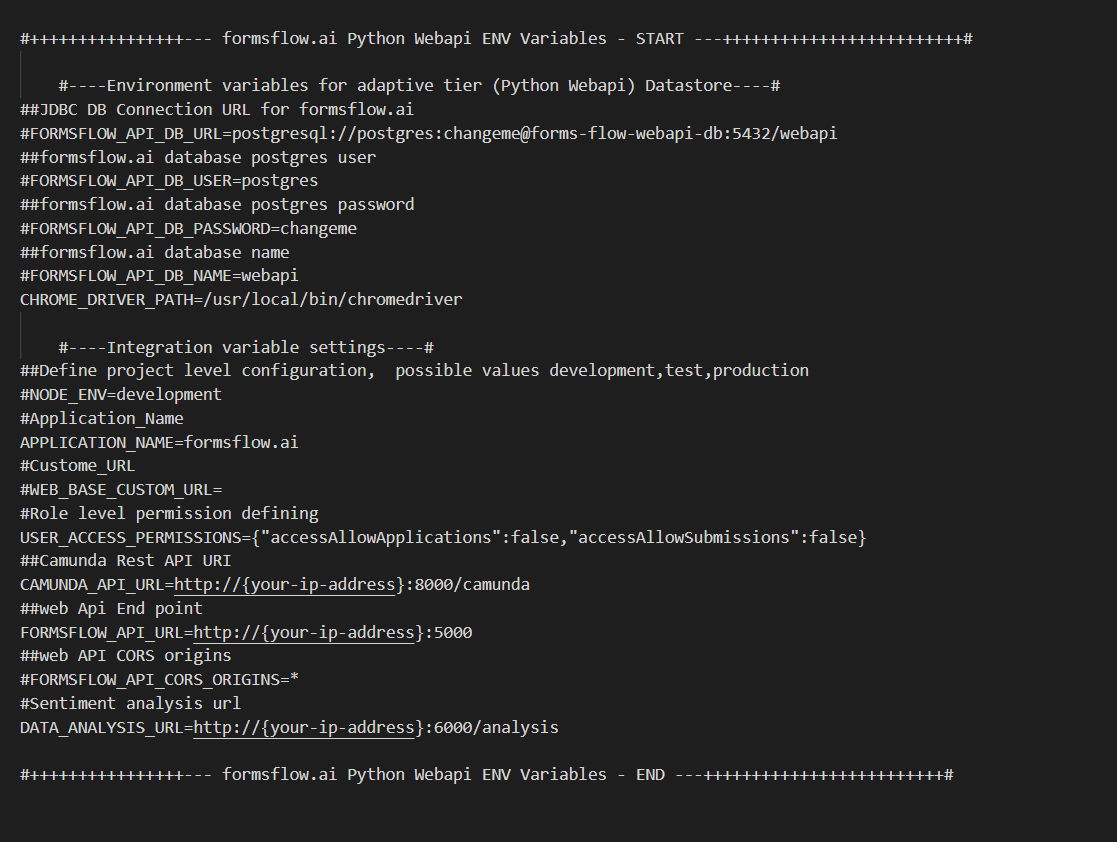 #++++++++++++++++--- formsflow.ai Python Webapi ENV Variables - START ---+++++++++++++++++++++++++#
#----Environment variables for adaptive tier (Python Webapi) Datastore----#
##JDBC DB Connection URL for formsflow.ai
#FORMSFLOW_API_DB_URL=postgresql://postgres:changeme@forms-flow-webapi-db:5432/webapi
##formsflow.ai database postgres user
#FORMSFLOW_API_DB_USER=postgres
##formsflow.ai database postgres password
#FORMSFLOW_API_DB_PASSWORD=changeme
##formsflow.ai database name
#FORMSFLOW_API_DB_NAME=webapi
CHROME_DRIVER_PATH=/usr/local/bin/chromedriver
#----Integration variable settings----#
##Define project level configuration,  possible values development,test,production
#NODE_ENV=development
#Application_Name
APPLICATION_NAME=formsflow.ai
#Custome_URL
#WEB_BASE_CUSTOM_URL=
#Role level permission defining
USER_ACCESS_PERMISSIONS={"accessAllowApplications":false,"accessAllowSubmissions":false}
##Camunda Rest API URI
CAMUNDA_API_URL=http://{your-ip-address}:8000/camunda
##web Api End point
FORMSFLOW_API_URL=http://{your-ip-address}:5000
##web API CORS origins
#FORMSFLOW_API_CORS_ORIGINS=*
#Sentiment analysis url
DATA_ANALYSIS_URL=http://{your-ip-address}:6000/analysis
#++++++++++++++++--- formsflow.ai Python Webapi ENV Variables - END ---+++++++++++++++++++++++++#